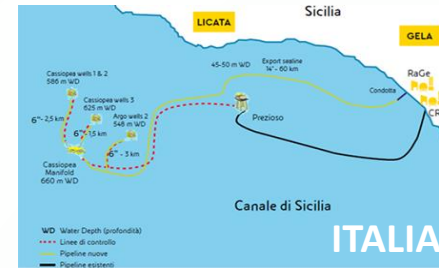 Sicilia
LICATA
GELA
45-50 m WD
Export sealine
14"- 60 km
RaGe
Condotta
Cassiopea wells 1 & 2
586 m WD
Cassiopea wells 3
625 m WD
Argo wells 2
548 m WD
Prezioso
6"- 2,5 km
6"- 1,5 km
6" - 3 km
Cassiopea
Manifold
660 m WD
Canale di Sicilia
WD Water Depth (profondità)
Linee di controllo
Pipeline nuove
Pipeline esistenti
ITALIA